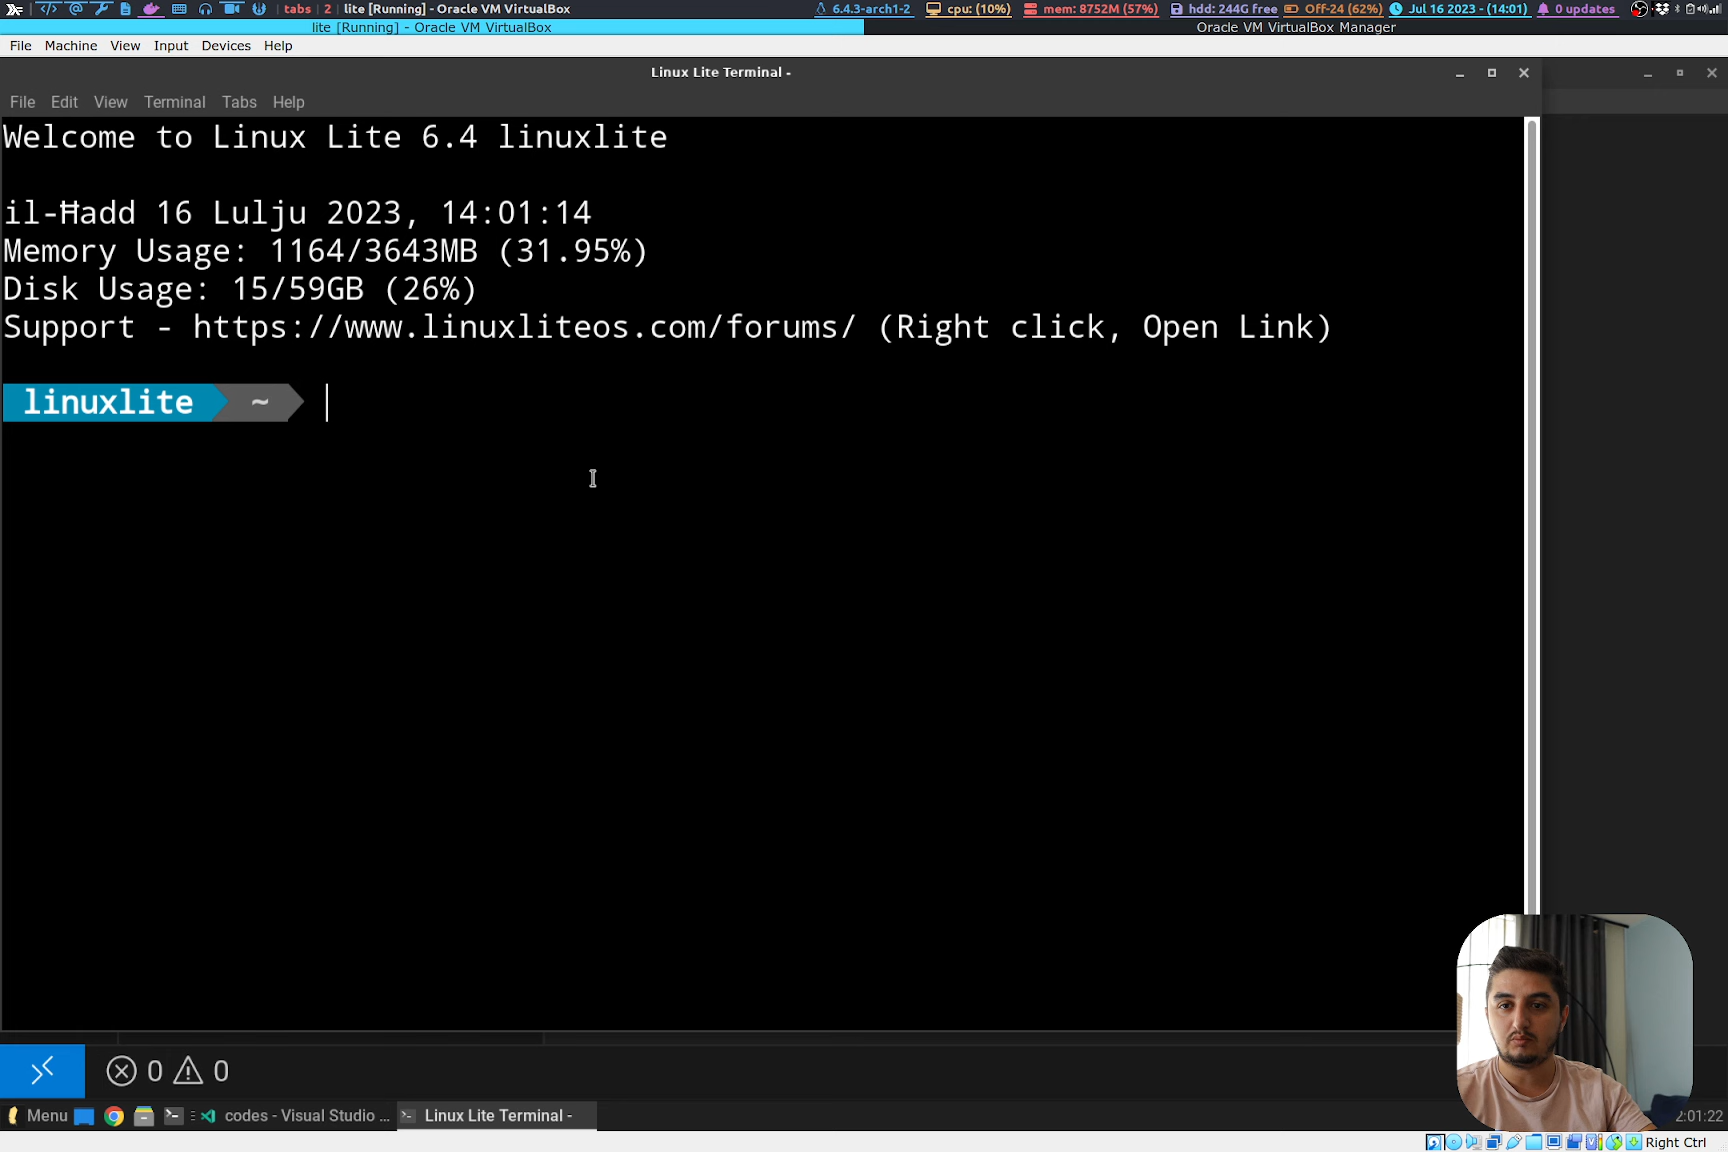 tabs 2 lite [Running] - Oracle VM VirtualBox 6.4.3-arch1-2 cpu: (10%) mem: 8752M (57%) hdd: 244G free Off-24 (62%) Jul 16 2023 - (14:01) 0 updates
lite [Running] - Oracle VM VirtualBox Oracle VM VirtualBox Manager
File Machine View Input Devices Help
Linux Lite Terminal -
File Edit View Terminal Tabs Help
Welcome to Linux Lite 6.4 linuxlite
il-Ħadd 16 Lulju 2023, 14:01:14
Memory Usage: 1164/3643MB (31.95%)
Disk Usage: 15/59GB (26%)
Support - https://www.linuxliteos.com/forums/ (Right click, Open Link)
linuxlite ~
0 0
Menu codes - Visual Studio ... Linux Lite Terminal - 2:01:22
Right Ctrl